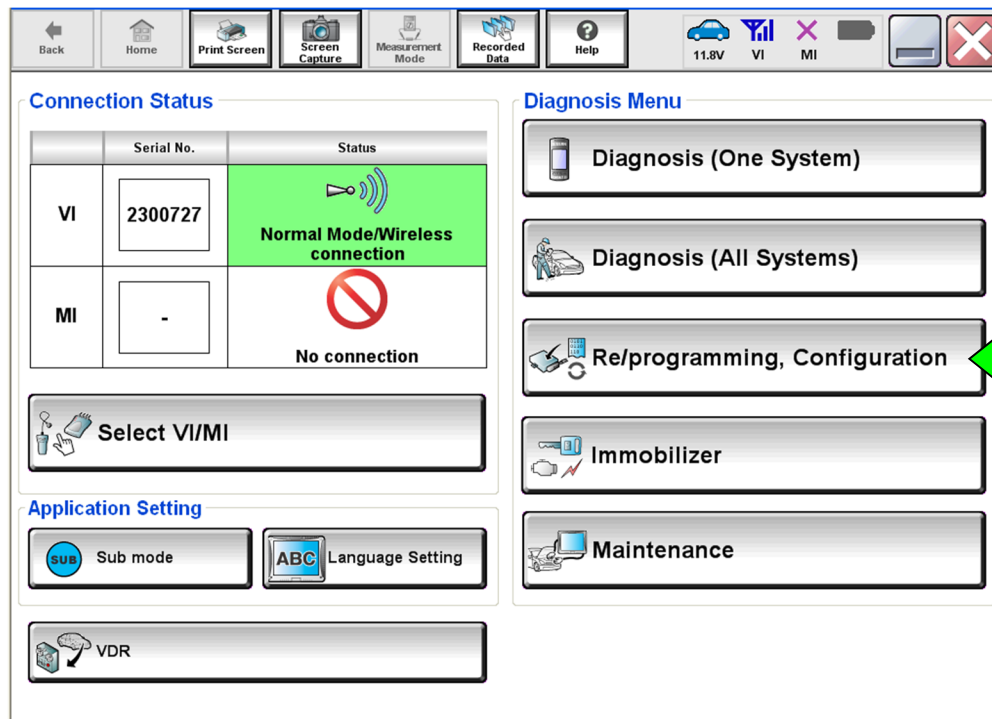 Back
Home
Print Screen
Screen
Capture
Measurement
Mode
Recorded
Data
Help
11.8V
VI
MI
Connection Status
Serial No.
Status
VI
2300727
Normal Mode/Wireless
connection
MI
-
No connection
Select VI/MI
Application Setting
SUB
Sub mode
ABC
Language Setting
VDR
Diagnosis Menu
Diagnosis (One System)
Diagnosis (All Systems)
Re/programming, Configuration
Immobilizer
Maintenance